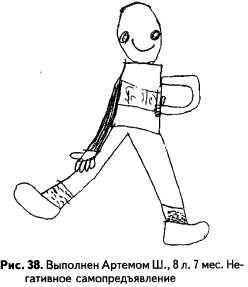 Рис. 38. Выполнен Артемом Ш., 8 л. 7 мес. Не-
гативное самопредъявление